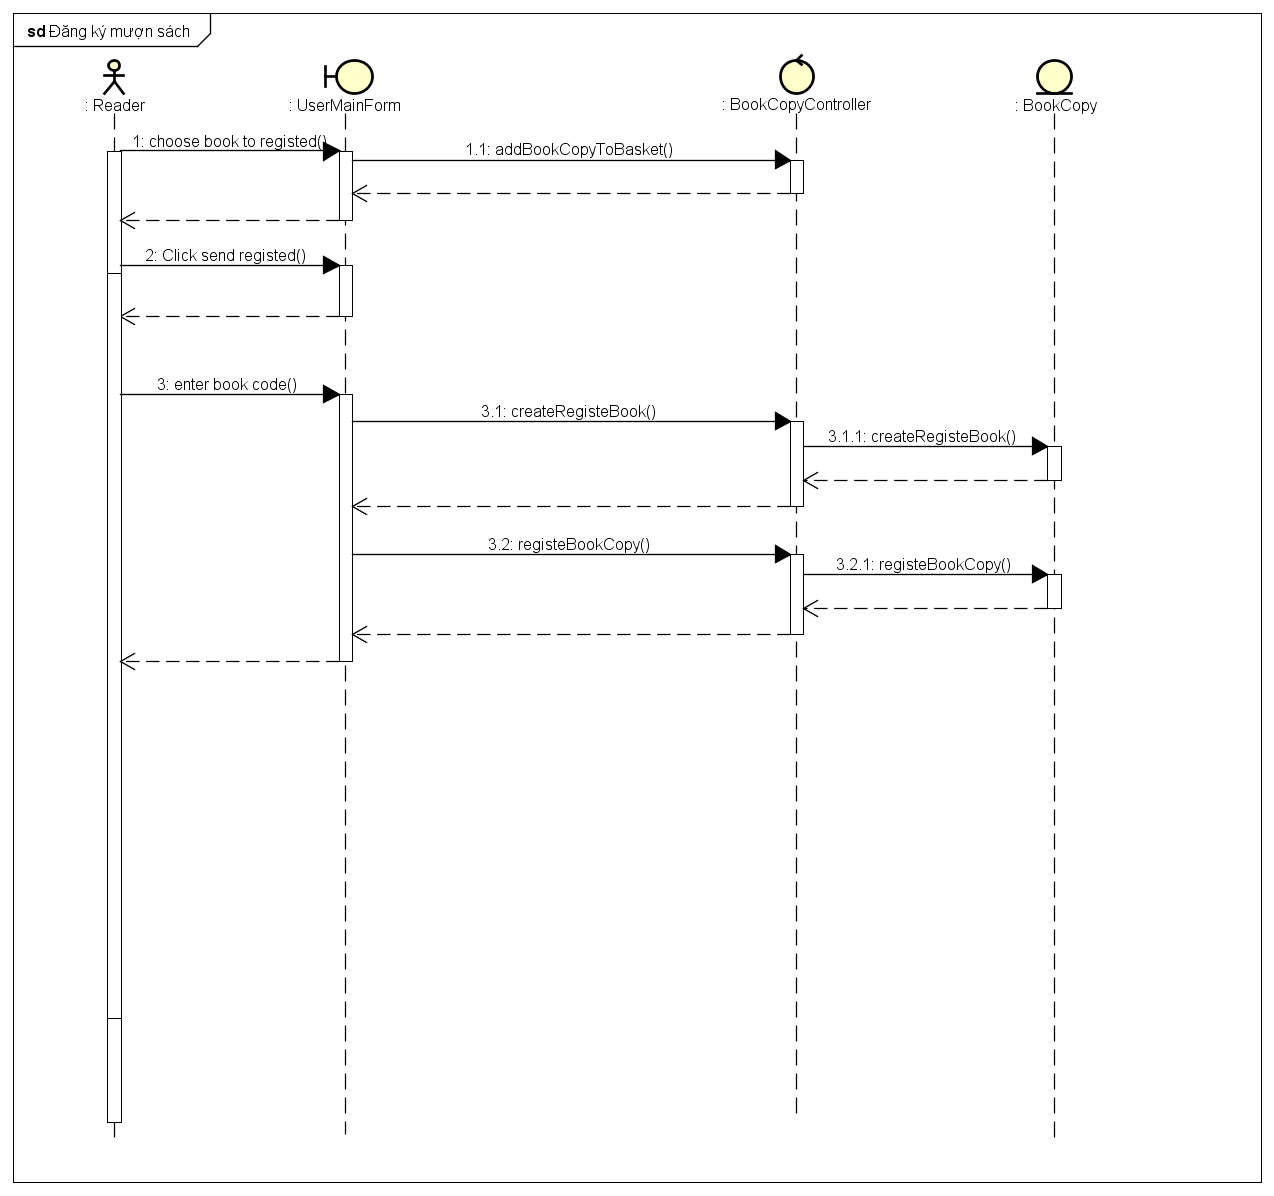 sd Đăng ký mượn sách
: Reader
: UserMainForm
: BookCopyController
: BookCopy
1: choose book to registed()
1.1: addBookCopyToBasket()
2: Click send registed()
3: enter book code()
3.1: createRegisteBook()
3.1.1: createRegisteBook()
3.2: registeBookCopy()
3.2.1: registeBookCopy()